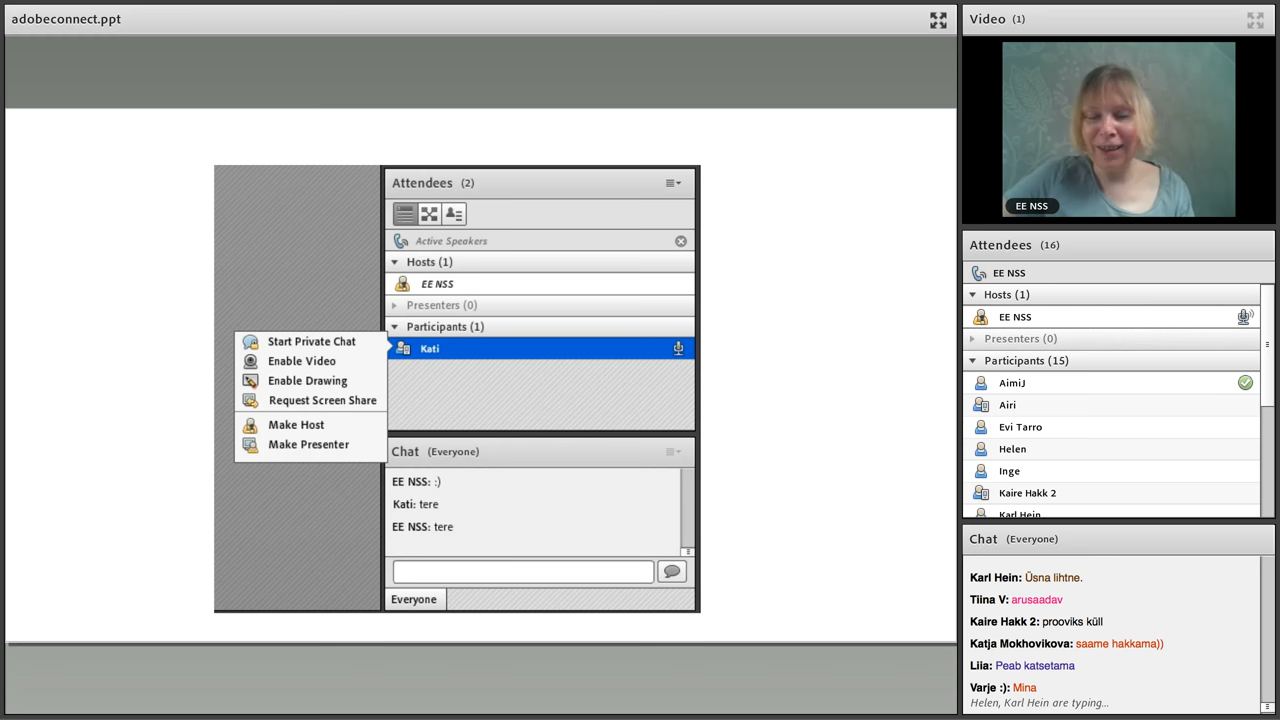 adobeconnect.ppt
Attendees (2)
Active Speakers
Hosts (1)
EE NSS
Presenters (0)
Participants (1)
Kati
Start Private Chat
Enable Video
Enable Drawing
Request Screen Share
Make Host
Make Presenter
Chat (Everyone)
EE NSS: :)
Kati: tere
EE NSS: tere
Everyone
Video (1)
EE NSS
Attendees (16)
EE NSS
Hosts (1)
EE NSS
Presenters (0)
Participants (15)
AimiJ
Airi
Evi Tarro
Helen
Inge
Kaire Hakk 2
Karl Hein
Chat (Everyone)
Karl Hein: Üsna lihtne.
Tiina V: arusaadav
Kaire Hakk 2: prooviks küll
Katja Mokhovikova: saame hakkama))
Liia: Peab katsetama
Varje :): Mina
Helen, Karl Hein are typing...